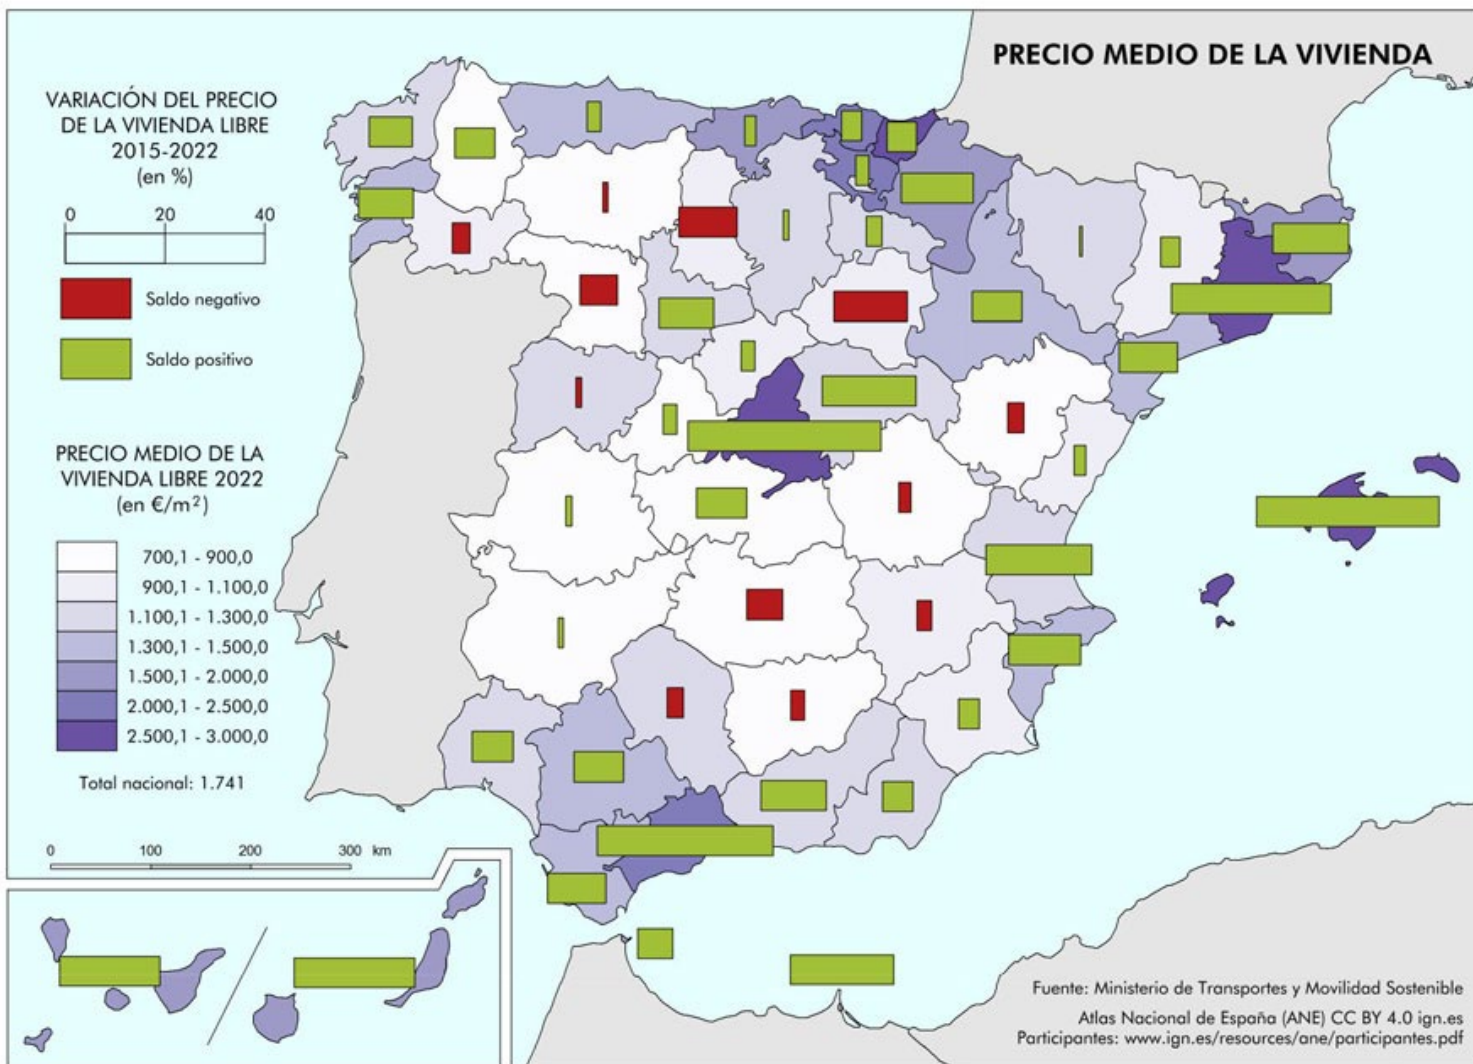 PRECIO MEDIO DE LA VIVIENDA
VARIACIÓN DEL PRECIO
DE LA VIVIENDA LIBRE
2015-2022
(en %)
0 20 40
Saldo negativo
Saldo positivo
PRECIO MEDIO DE LA
VIVIENDA LIBRE 2022
(en €/m²)
700,1 - 900,0
900,1 - 1.100,0
1.100,1 - 1.300,0
1.300,1 - 1.500,0
1.500,1 - 2.000,0
2.000,1 - 2.500,0
2.500,1 - 3.000,0
Total nacional: 1.741
0 100 200 300 km
Fuente: Ministerio de Transportes y Movilidad Sostenible
Atlas Nacional de España (ANE) CC BY 4.0 ign.es
Participantes: www.ign.es/resources/ane/participantes.pdf